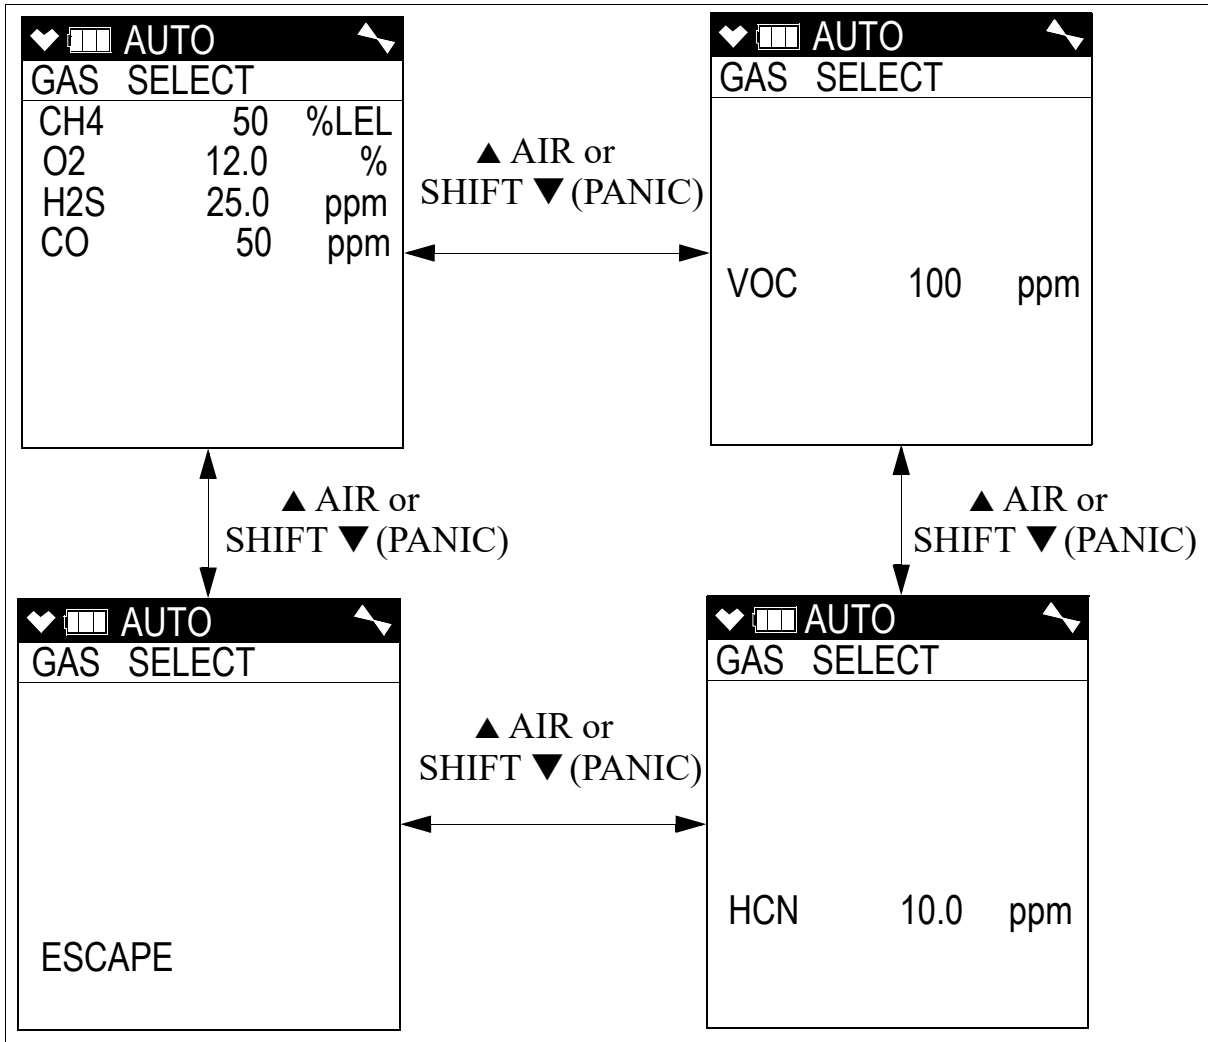 AUTO
GAS SELECT
CH4 50 %LEL
O2 12.0 %
H2S 25.0 ppm
CO 50 ppm
▲ AIR or
SHIFT ▼ (PANIC)
AUTO
GAS SELECT
VOC 100 ppm
▲ AIR or
SHIFT ▼ (PANIC)
▲ AIR or
SHIFT ▼ (PANIC)
AUTO
GAS SELECT
ESCAPE
▲ AIR or
SHIFT ▼ (PANIC)
AUTO
GAS SELECT
HCN 10.0 ppm